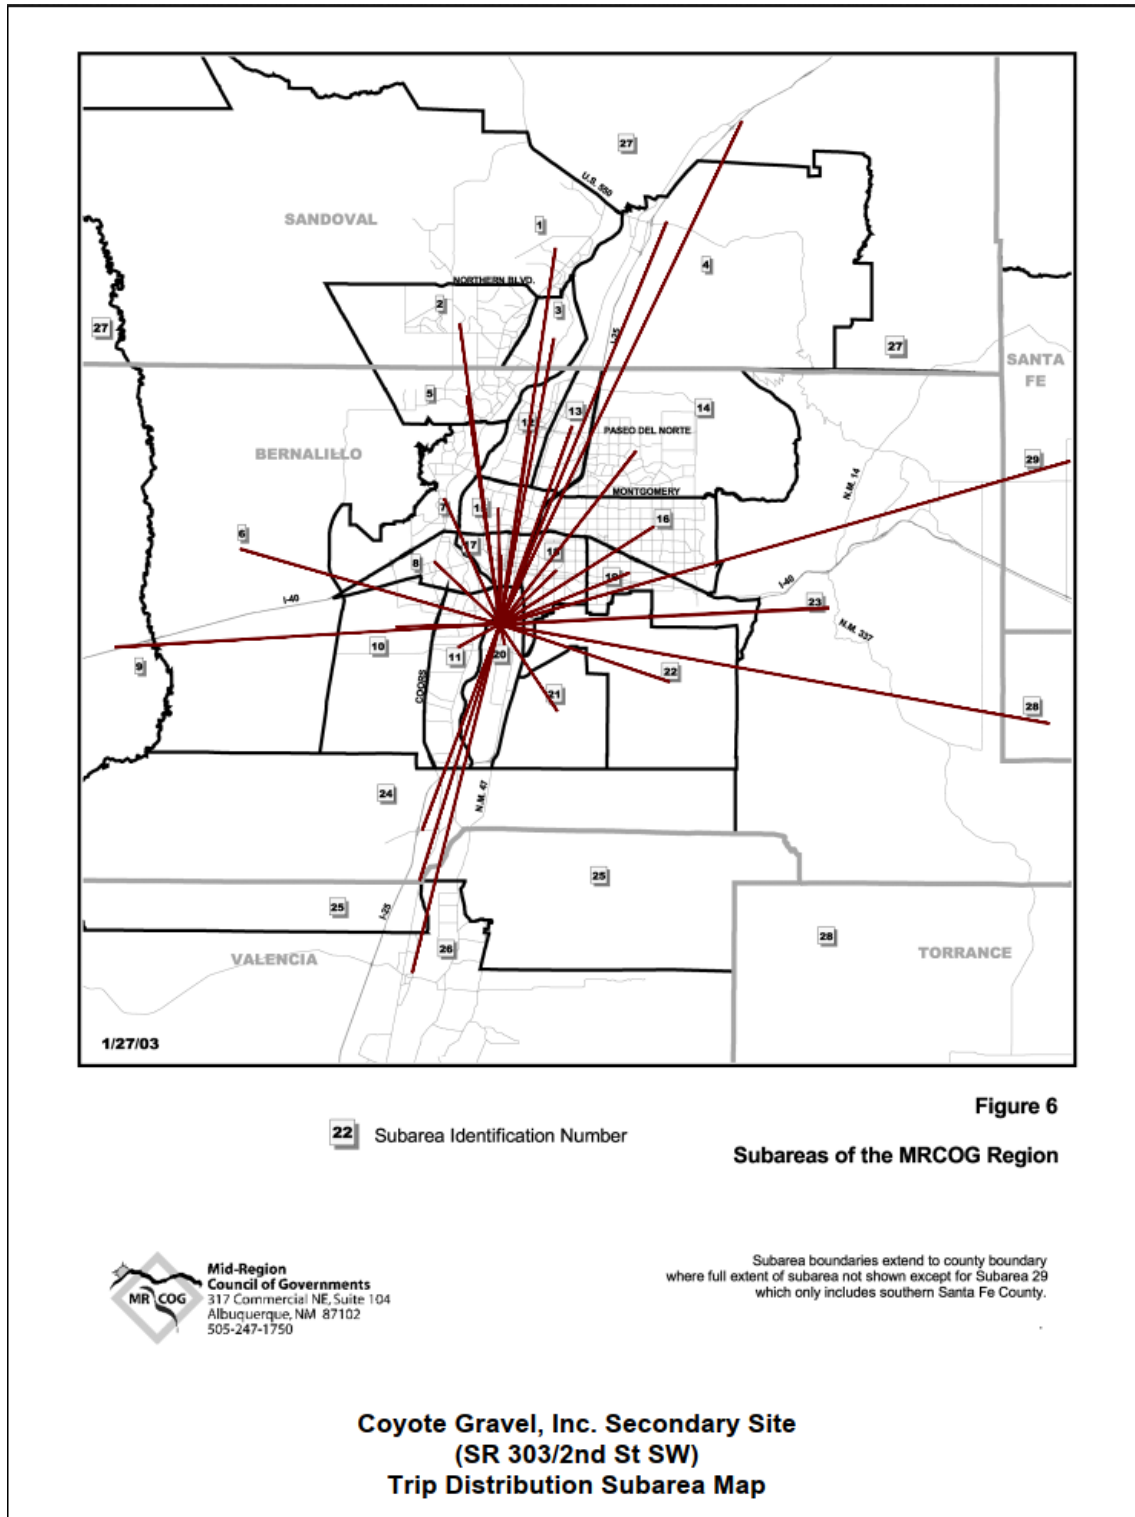 27
U.S. 550
SANDOVAL
1
4
NORTHERN BLVD.
2
3
27
I-25
27
SANTA
FE
5
12
13
14
PASEO DEL NORTE
BERNALILLO
29
N.M. 14
MONTGOMERY
7
15
16
6
17
18
8
19
I-40
I-40
23
N.M. 337
10
11
20
9
22
COORS
21
28
24
N.M. 47
25
25
I-25
26
28
VALENCIA
TORRANCE
1/27/03
Figure 6
22 Subarea Identification Number
Subareas of the MRCOG Region
MR COG
Mid-Region
Council of Governments
317 Commercial NE, Suite 104
Albuquerque, NM 87102
505-247-1750
Subarea boundaries extend to county boundary
where full extent of subarea not shown except for Subarea 29
which only includes southern Santa Fe County.
Coyote Gravel, Inc. Secondary Site
(SR 303/2nd St SW)
Trip Distribution Subarea Map